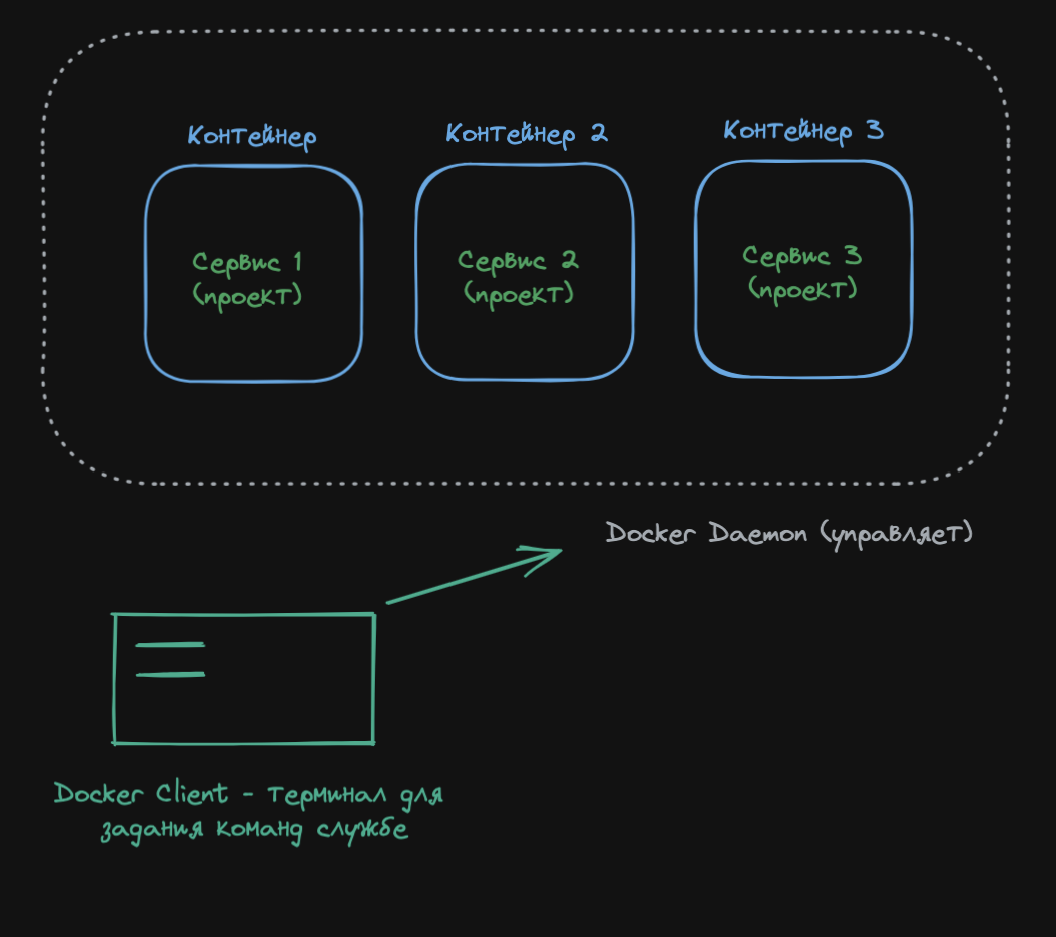 Контейнер
Контейнер 2
Контейнер 3
Сервис 1
(проект)
Сервис 2
(проект)
Сервис 3
(проект)
Docker Daemon (управляет)
Docker Client - терминал для
задания команд службе